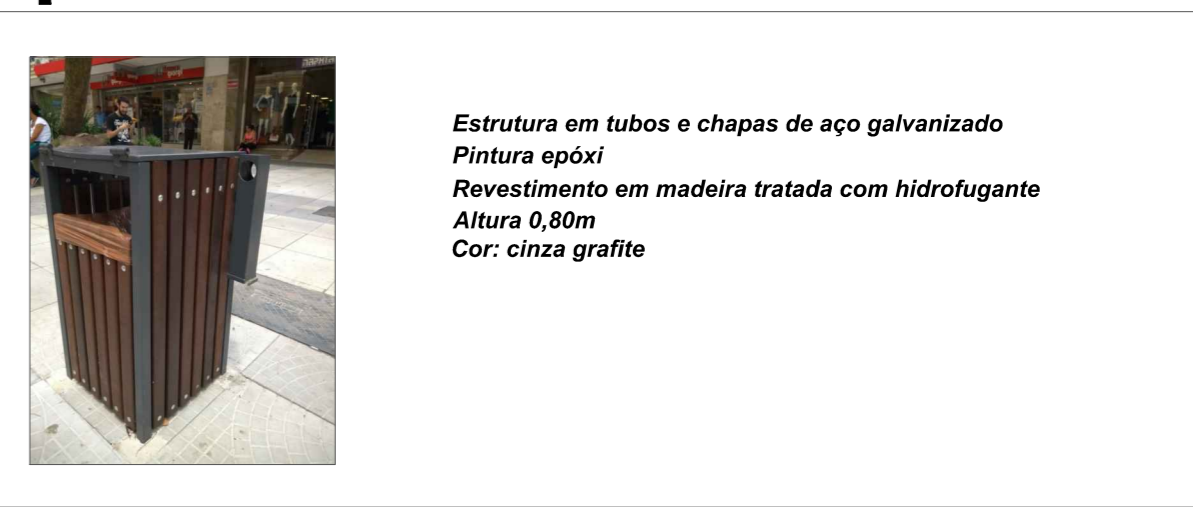 Estrutura em tubos e chapas de aço galvanizado
Pintura epóxi
Revestimento em madeira tratada com hidrofugante
Altura 0,80m
Cor: cinza grafite